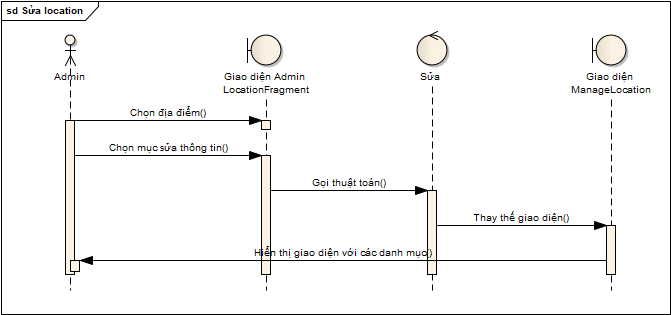 sd Sửa location
Admin
Giao diện Admin
LocationFragment
Sửa
Giao diện
ManageLocation
Chọn địa điểm()
Chọn mục sửa thông tin()
Gọi thuật toán()
Thay thế giao diện()
Hiển thị giao diện với các danh mục()